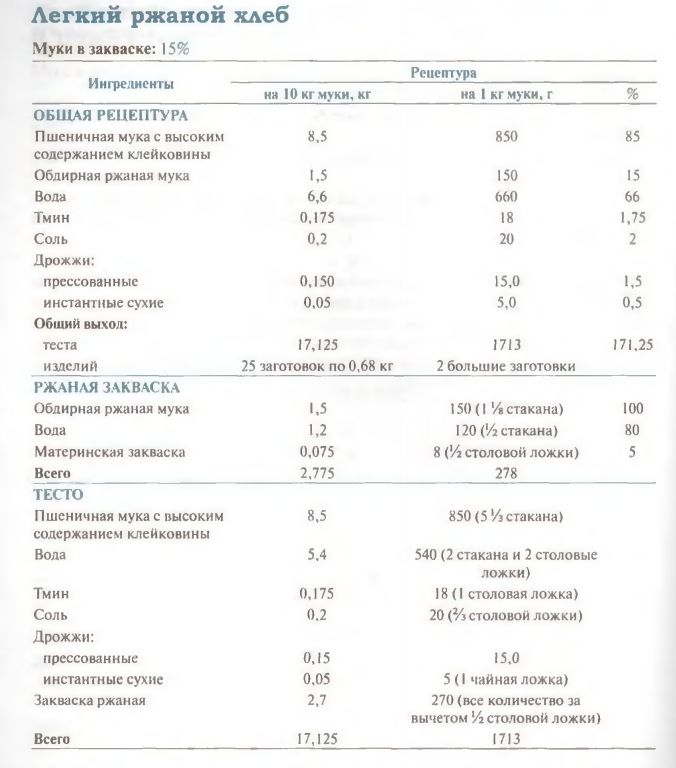 Легкий ржаной хлеб
Муки в закваске: 15%
Ингредиенты Рецептура
на 10 кг муки, кг на 1 кг муки, г %
ОБЩАЯ РЕЦЕПТУРА
Пшеничная мука с высоким 8,5 850 85
содержанием клейковины
Обдирная ржаная мука 1,5 150 15
Вода 6,6 660 66
Тмин 0,175 18 1,75
Соль 0,2 20 2
Дрожжи:
прессованные 0,150 15,0 1,5
инстантные сухие 0,05 5,0 0,5
Общий выход:
теста 17,125 1713 171,25
изделий 25 заготовок по 0,68 кг 2 большие заготовки
РЖАНАЯ ЗАКВАСКА
Обдирная ржаная мука 1,5 150 (1 ⅛ стакана) 100
Вода 1,2 120 (½ стакана) 80
Материнская закваска 0,075 8 (½ столовой ложки) 5
Всего 2,775 278
ТЕСТО
Пшеничная мука с высоким 8,5 850 (5 ⅓ стакана)
содержанием клейковины
Вода 5,4 540 (2 стакана и 2 столовые
ложки)
Тмин 0,175 18 (1 столовая ложка)
Соль 0,2 20 (⅔ столовой ложки)
Дрожжи:
прессованные 0,15 15,0
инстантные сухие 0,05 5 (1 чайная ложка)
Закваска ржаная 2,7 270 (все количество за
вычетом ½ столовой ложки)
Всего 17,125 1713